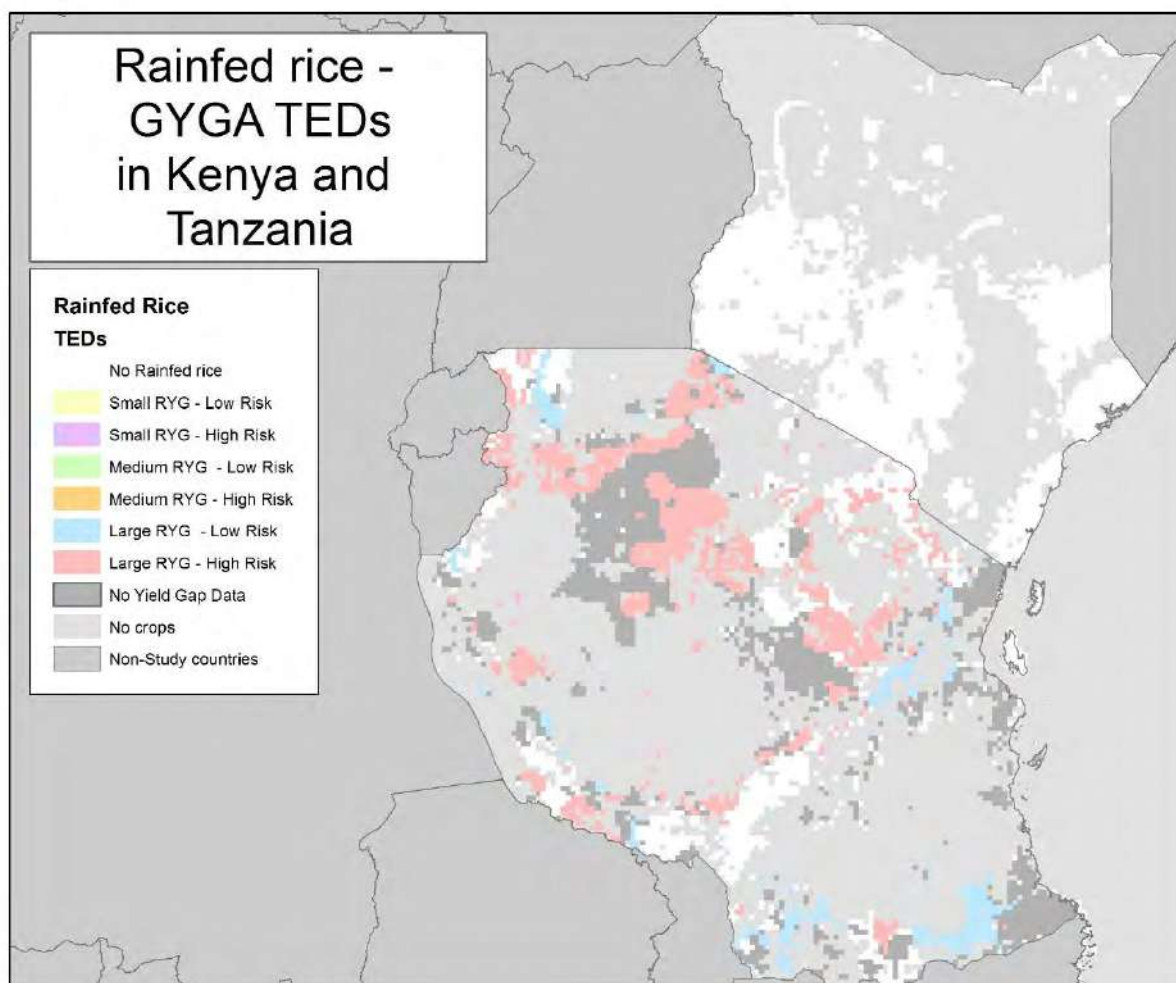 Rainfed rice -
GYGA TEDs
in Kenya and
Tanzania
Rainfed Rice
TEDs
No Rainfed rice
Small RYG - Low Risk
Small RYG - High Risk
Medium RYG - Low Risk
Medium RYG - High Risk
Large RYG - Low Risk
Large RYG - High Risk
No Yield Gap Data
No crops
Non-Study countries